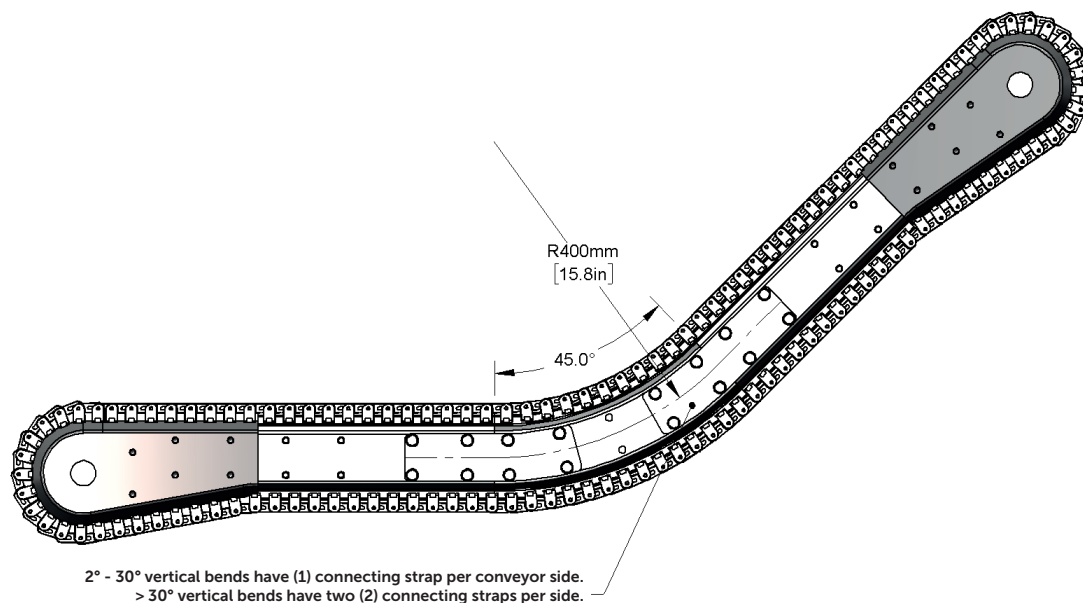 R400mm
[15.8in]
45.0°
2° - 30° vertical bends have (1) connecting strap per conveyor side.
> 30° vertical bends have two (2) connecting straps per side.